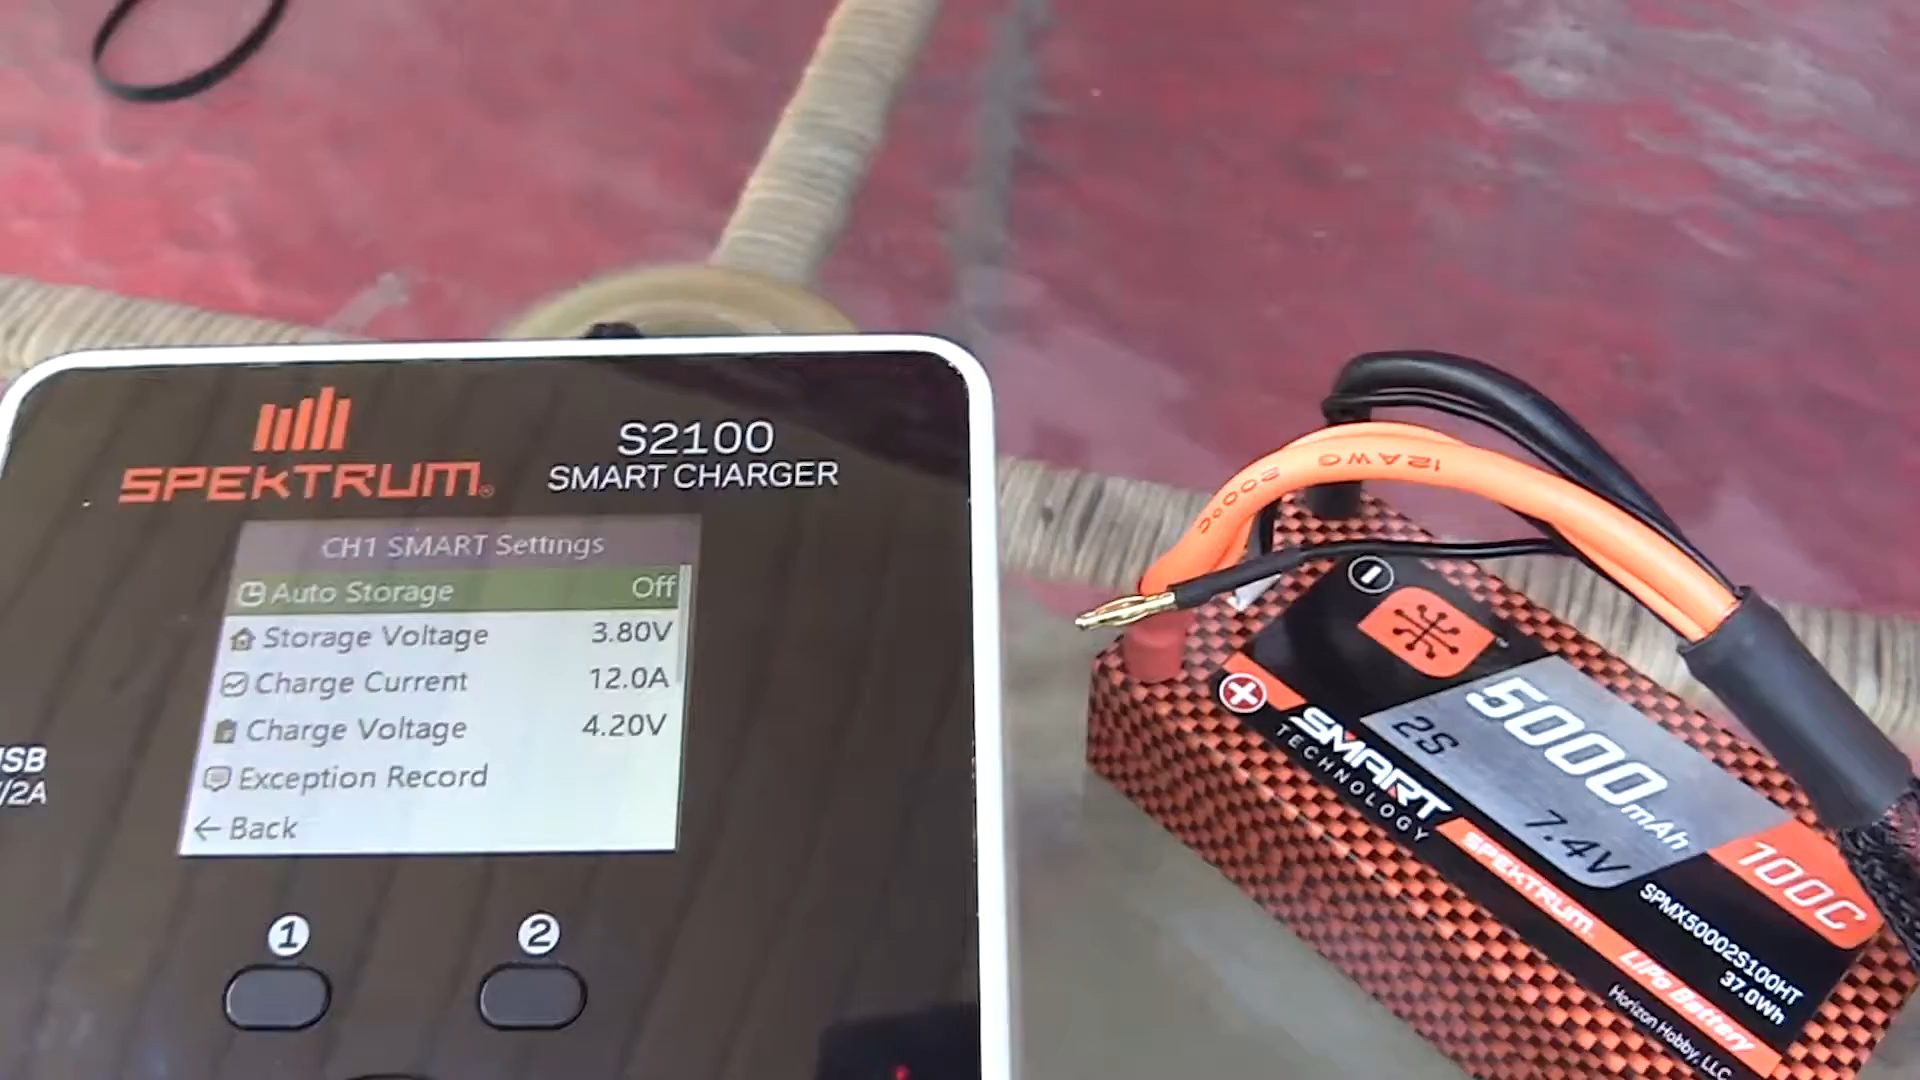 SPEKTRUM®
S2100
SMART CHARGER
CH1 SMART Settings
Auto Storage Off
Storage Voltage 3.80V
Charge Current 12.0A
Charge Voltage 4.20V
Exception Record
← Back
SB
/2A
1
2
12AWG 200°C
SMART
TECHNOLOGY
2S
5000mAh
7.4V
100C
SPEKTRUM.
LiPo Battery
SPMX50002S100HT
37.0Wh
Horizon Hobby, LLC